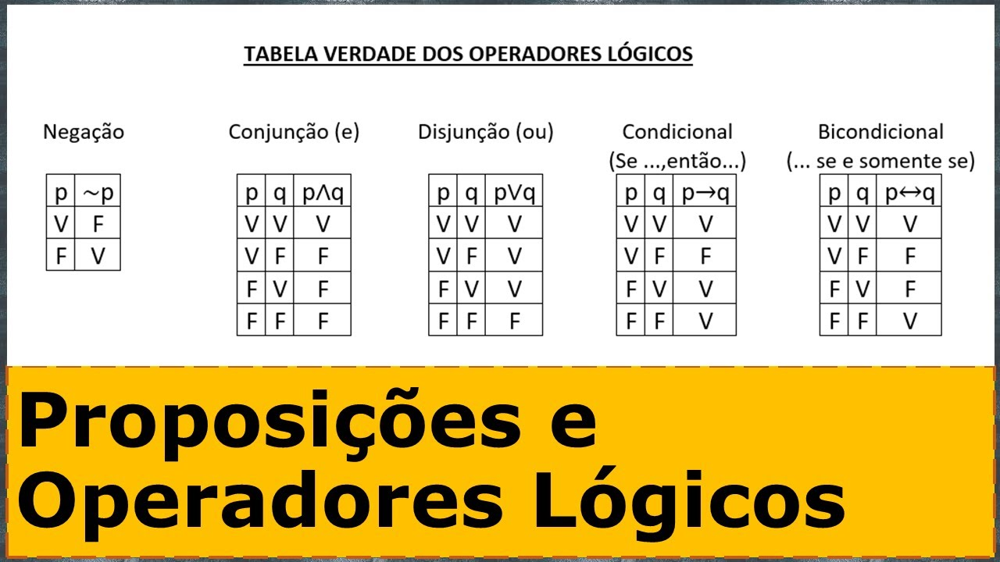 TABELA VERDADE DOS OPERADORES LÓGICOS
Negação Conjunção (e) Disjunção (ou) Condicional Bicondicional
(Se ...,então...) (... se e somente se)
p ~p p q p∧q p q p∨q p q p→q p q p↔q
V F V V V V V V V V V V V V
F V V F F V F V V F F V F F
F V F F V V F V V F V F
F F F F F F F F V F F V
Proposições e
Operadores Lógicos